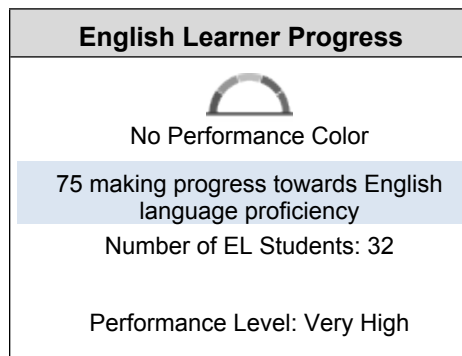 English Learner Progress
No Performance Color
75 making progress towards English
language proficiency
Number of EL Students: 32
Performance Level: Very High